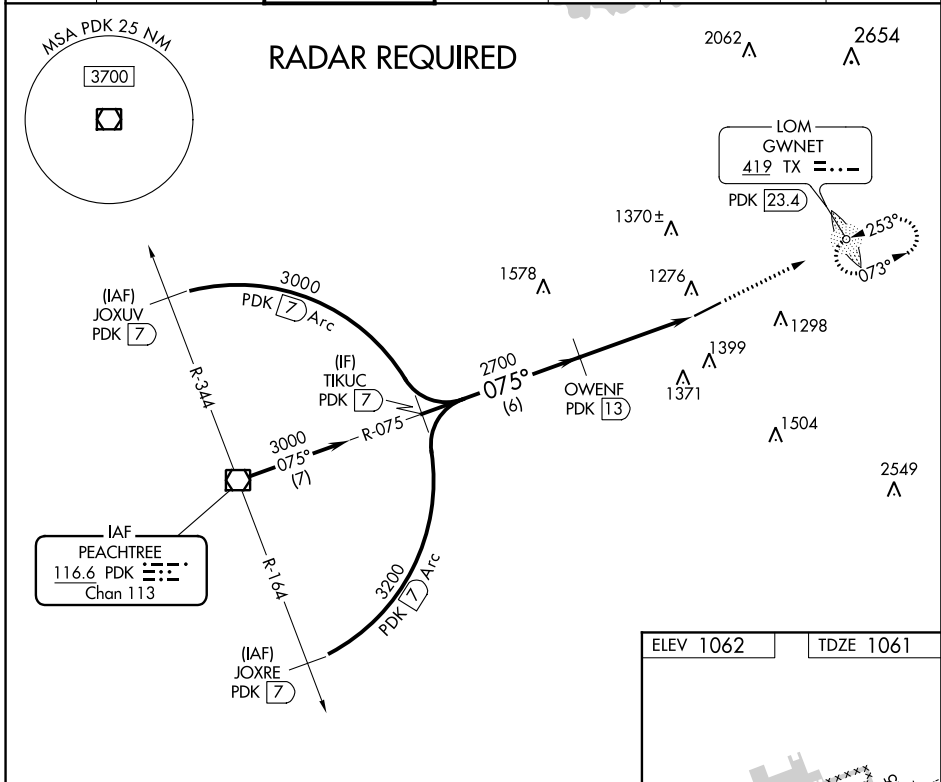 MSA PDK 25 NM
3700
RADAR REQUIRED
2062
2654
LOM
GWNET
419 TX
PDK 23.4
253°
073°
1370±
1578
1276
1298
1399
1371
1504
2549
3000
PDK 7 Arc
(IAF)
JOXUV
PDK 7
R-344
(IF)
TIKUC
PDK 7
2700
075°
(6)
OWENF
PDK 13
R-075
3000
075°
(7)
IAF
PEACHTREE
116.6 PDK
Chan 113
R-164
3200
PDK 7 Arc
(IAF)
JOXRE
PDK 7
ELEV 1062
TDZE 1061